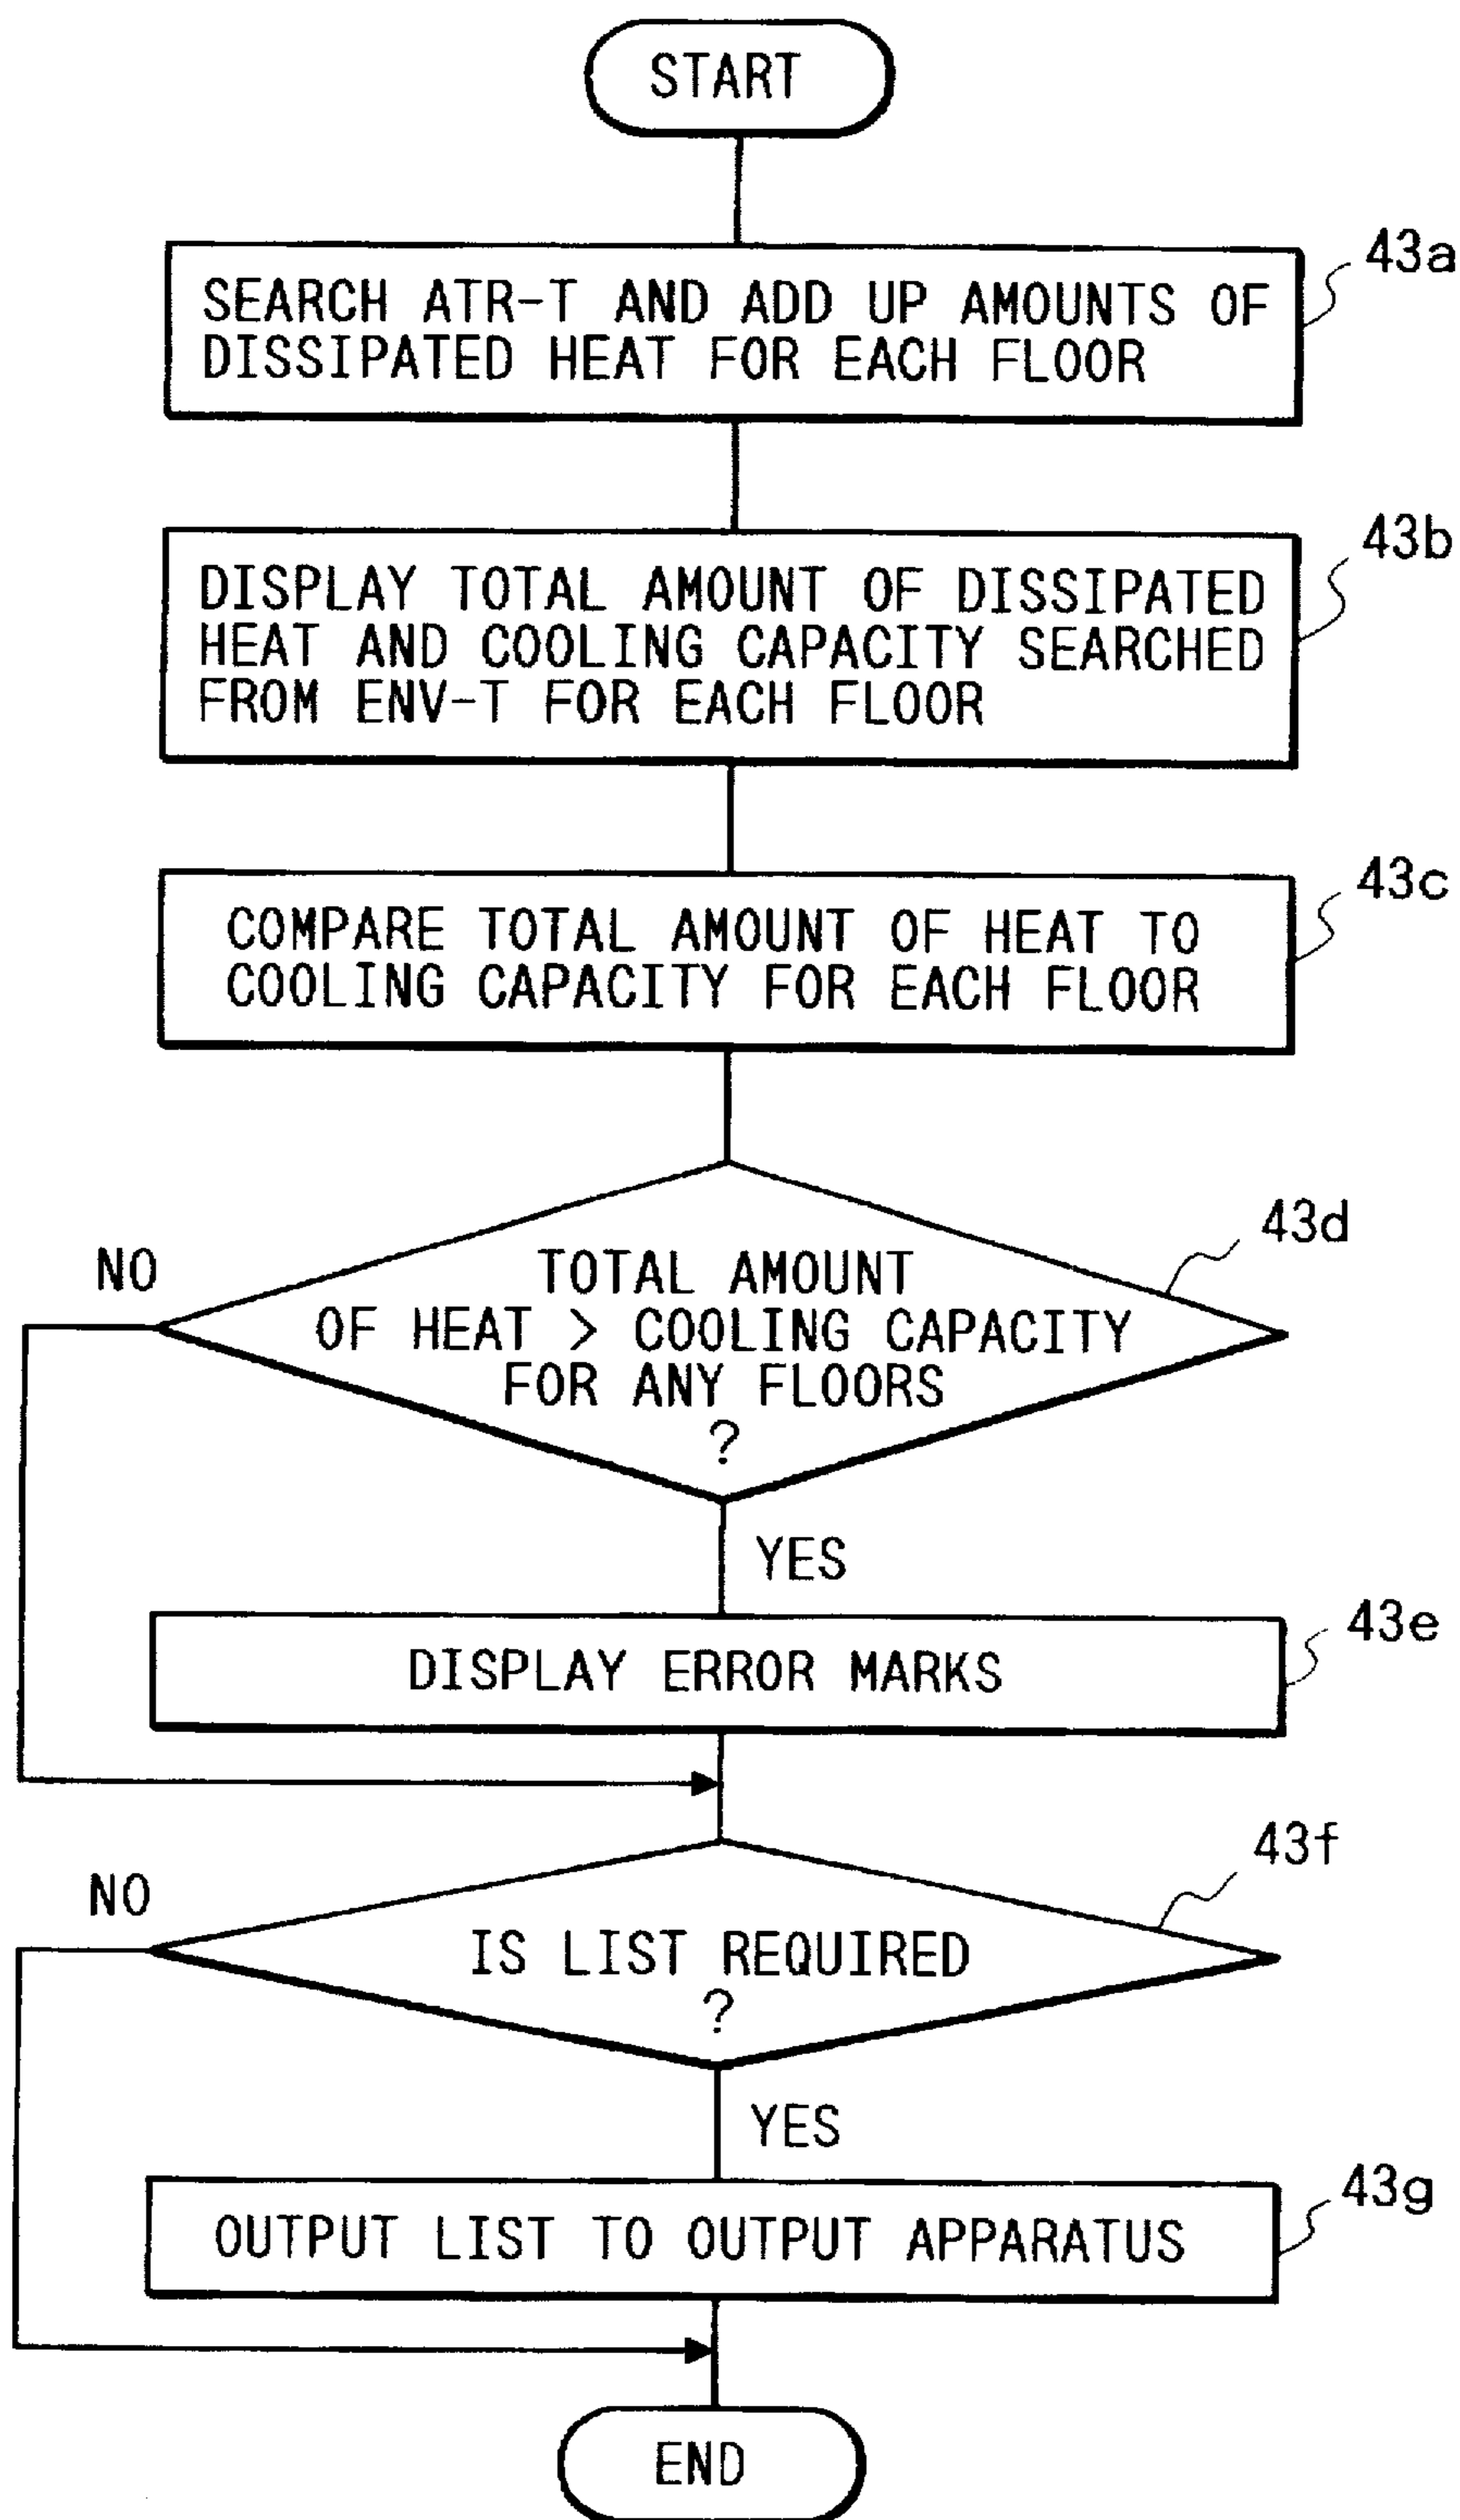 START
43a
SEARCH ATR-T AND ADD UP AMOUNTS OF
DISSIPATED HEAT FOR EACH FLOOR
43b
DISPLAY TOTAL AMOUNT OF DISSIPATED
HEAT AND COOLING CAPACITY SEARCHED
FROM ENV-T FOR EACH FLOOR
43c
COMPARE TOTAL AMOUNT OF HEAT TO
COOLING CAPACITY FOR EACH FLOOR
43d
NO
TOTAL AMOUNT
OF HEAT > COOLING CAPACITY
FOR ANY FLOORS
?
YES
43e
DISPLAY ERROR MARKS
43f
NO
IS LIST REQUIRED
?
YES
43g
OUTPUT LIST TO OUTPUT APPARATUS
END